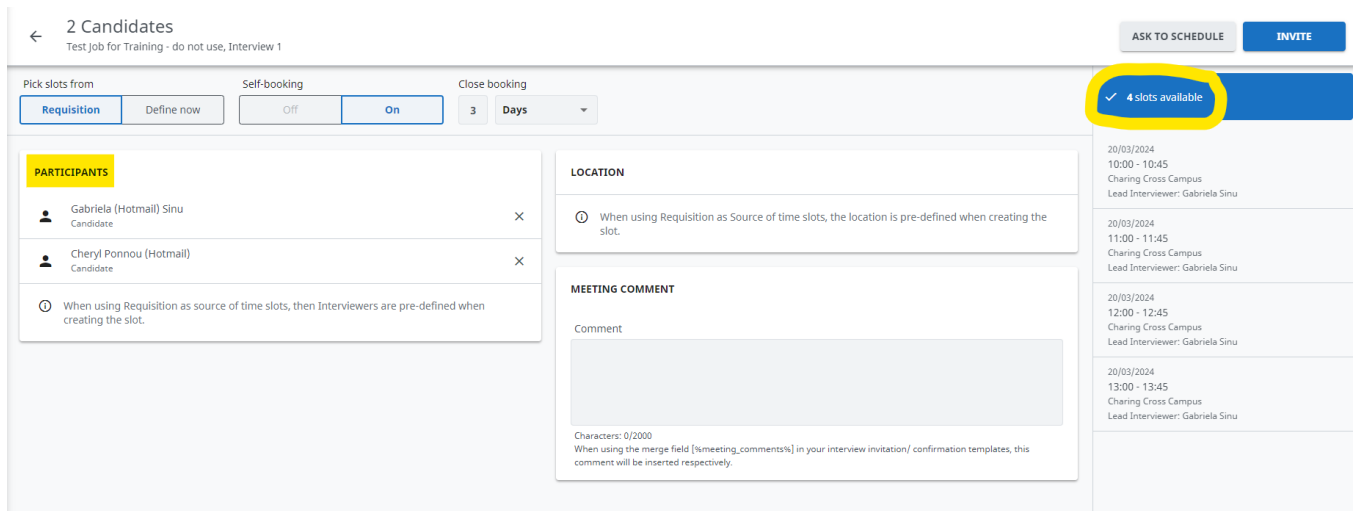 2 Candidates
Test Job for Training - do not use, Interview 1
ASK TO SCHEDULE
INVITE
Pick slots from
Self-booking
Close booking
Requisition
Define now
Off
On
3
Days
4 slots available
PARTICIPANTS
Gabriela (Hotmail) Sinu
Candidate
Cheryl Ponnou (Hotmail)
Candidate
When using Requisition as source of time slots, then Interviewers are pre-defined when
creating the slot.
LOCATION
When using Requisition as Source of time slots, the location is pre-defined when creating the
slot.
MEETING COMMENT
Comment
Characters: 0/2000
When using the merge field [%meeting_comments%] in your interview invitation/ confirmation templates, this
comment will be inserted respectively.
20/03/2024
10:00 - 10:45
Charing Cross Campus
Lead Interviewer: Gabriela Sinu
20/03/2024
11:00 - 11:45
Charing Cross Campus
Lead Interviewer: Gabriela Sinu
20/03/2024
12:00 - 12:45
Charing Cross Campus
Lead Interviewer: Gabriela Sinu
20/03/2024
13:00 - 13:45
Charing Cross Campus
Lead Interviewer: Gabriela Sinu